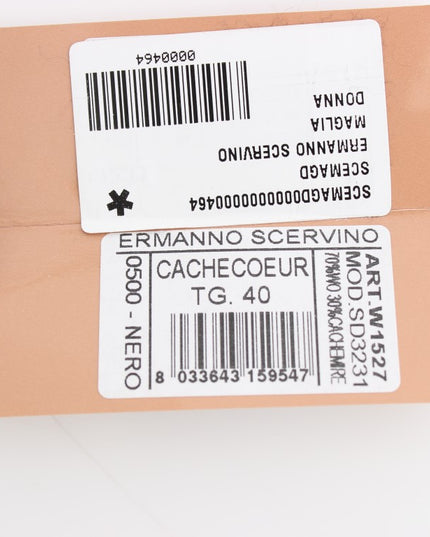 0000464
DONNA
MAGLIA
ERMANNO SCERVINO
SCEMAGD
SCEMAGD00000000000464
ERMANNO SCERVINO
0500 - NERO
CACHECOEUR
TG. 40
8 033643 159547
70%WO 30%CACHEMIRE
MOD.SD3231
ART.W1527